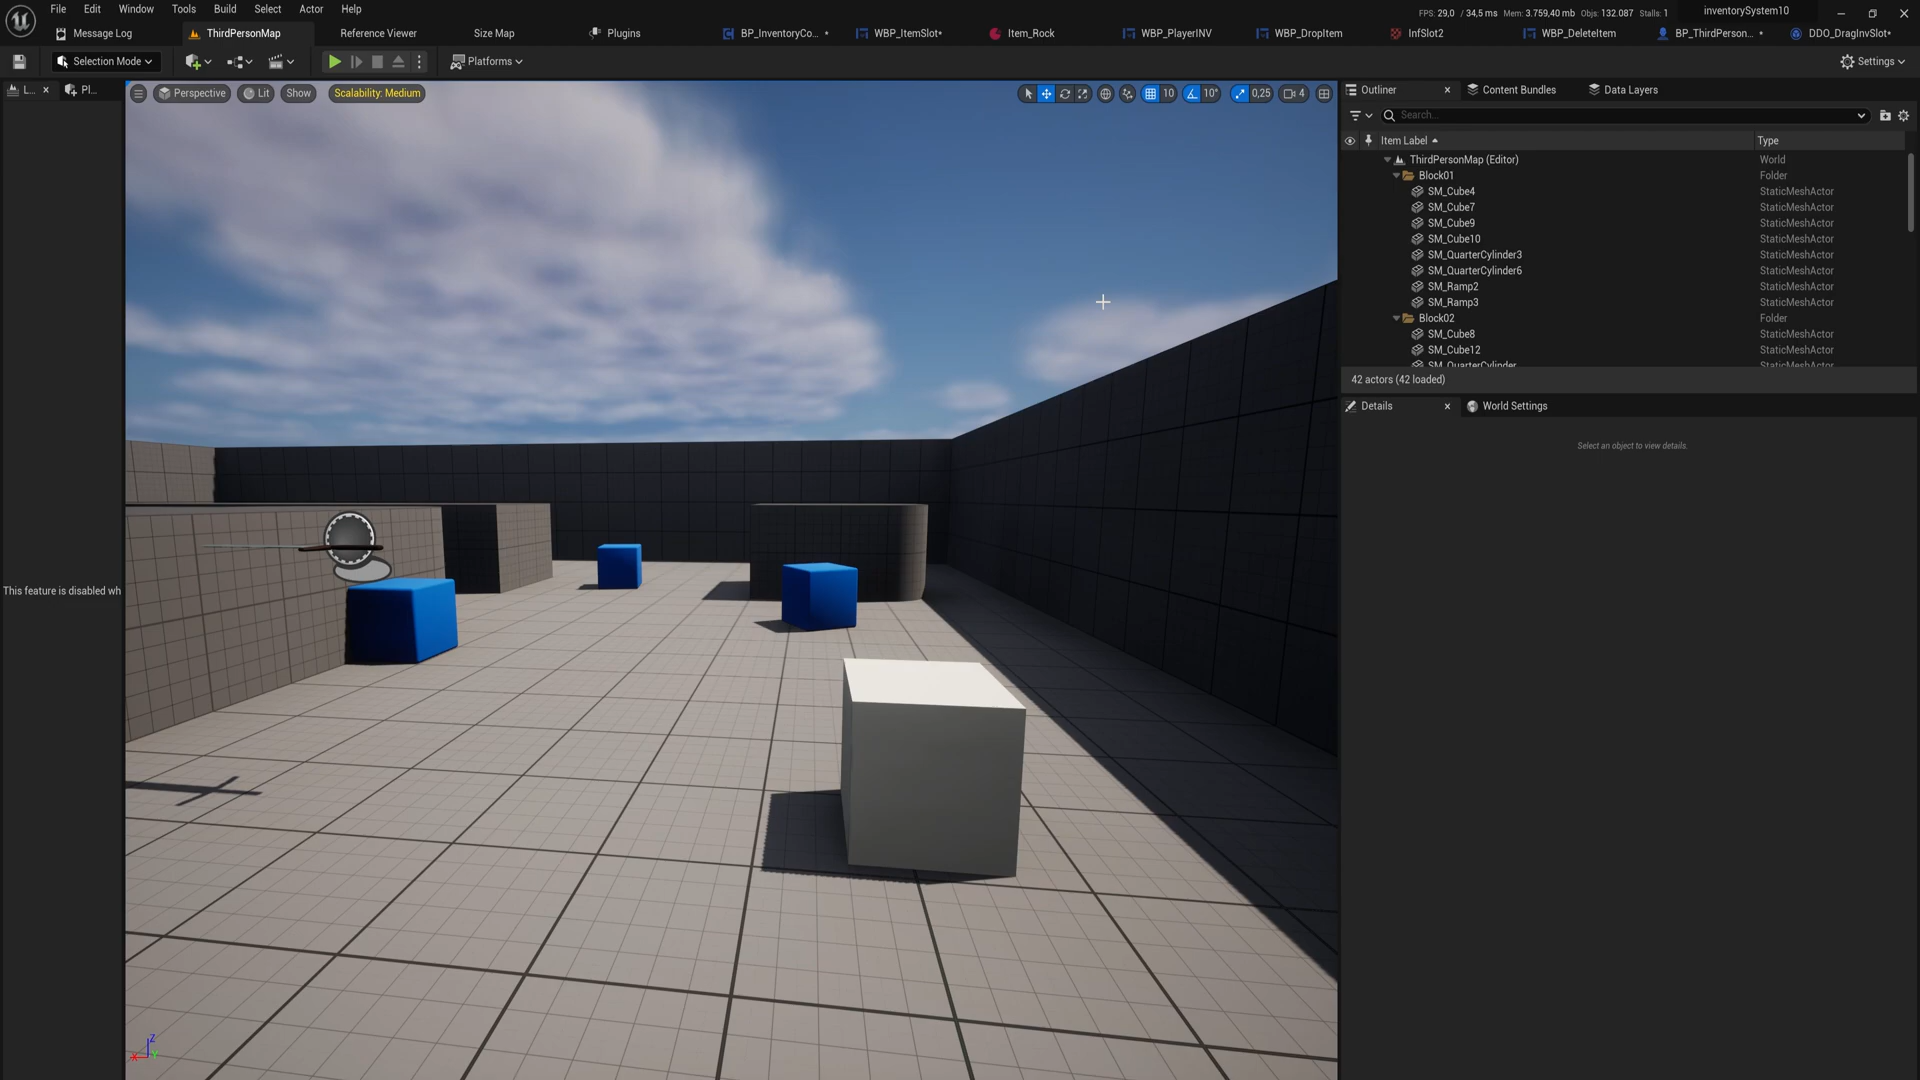 File Edit Window Tools Build Select Actor Help
FPS: 29,0 / 34,5 ms Mem: 3.759,40 mb Objs: 132.087 Stalls: 1
inventorySystem10
Message Log
ThirdPersonMap
Reference Viewer
Size Map
Plugins
BP_InventoryCo... •
WBP_ItemSlot•
Item_Rock
WBP_PlayerINV
WBP_DropItem
InfSlot2
WBP_DeleteItem
BP_ThirdPerson... •
DDO_DragInvSlot•
Selection Mode
Platforms
Settings
L...
Pl...
Perspective
Lit
Show
Scalability: Medium
10
10°
0,25
4
Outliner
Content Bundles
Data Layers
Search...
Item Label
Type
ThirdPersonMap (Editor) World
Block01 Folder
SM_Cube4 StaticMeshActor
SM_Cube7 StaticMeshActor
SM_Cube9 StaticMeshActor
SM_Cube10 StaticMeshActor
SM_QuarterCylinder3 StaticMeshActor
SM_QuarterCylinder6 StaticMeshActor
SM_Ramp2 StaticMeshActor
SM_Ramp3 StaticMeshActor
Block02 Folder
SM_Cube8 StaticMeshActor
SM_Cube12 StaticMeshActor
SM_QuarterCylinder StaticMeshActor
42 actors (42 loaded)
Details
World Settings
Select an object to view details.
This feature is disabled wh
Z
X
Y